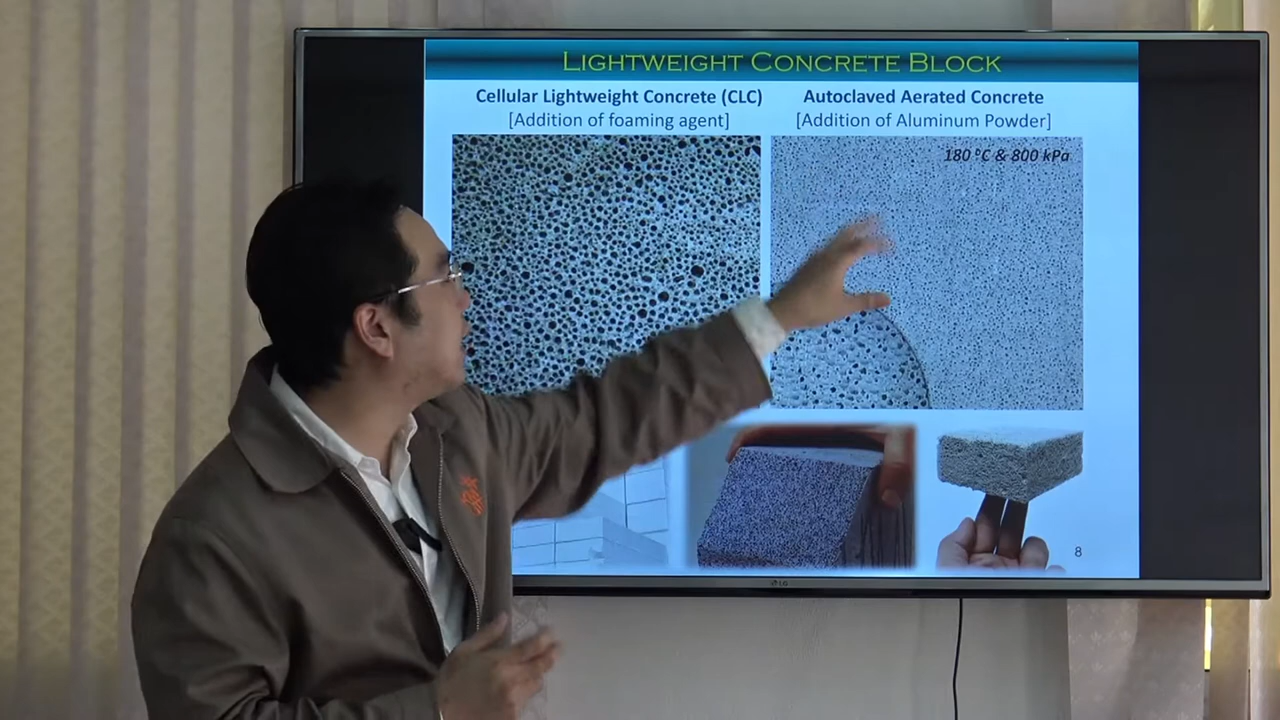 LIGHTWEIGHT CONCRETE BLOCK
Cellular Lightweight Concrete (CLC)
[Addition of foaming agent]
Autoclaved Aerated Concrete
[Addition of Aluminum Powder]
180 °C & 800 kPa
8
LG